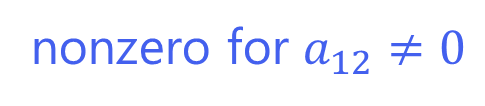 nonzero for a₁₂ ≠ 0